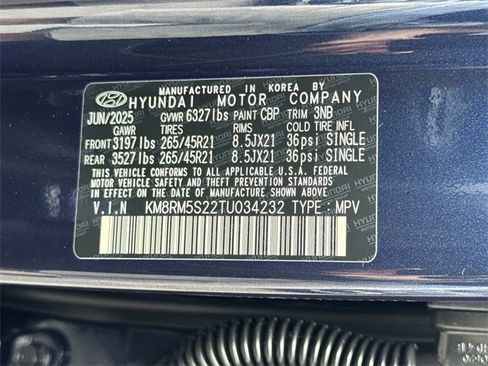 MANUFACTURED IN KOREA BY
HYUNDAI MOTOR COMPANY
JUN/2025 GVWR 6327lbs PAINT CBP TRIM 3NB
GAWR TIRES RIMS COLD TIRE INFL.
FRONT 3197lbs 265/45R21 8.5JX21 36psi SINGLE
REAR 3527lbs 265/45R21 8.5JX21 36psi SINGLE
THIS VEHICLE CONFORMS TO ALL APPLICABLE U.S.A. FEDERAL
MOTOR VEHICLE SAFETY AND THEFT PREVENTION STANDARDS
IN EFFECT ON THE DATE OF MANUFACTURE SHOWN ABOVE.
V.I.N KM8RM5S22TU034232 TYPE: MPV